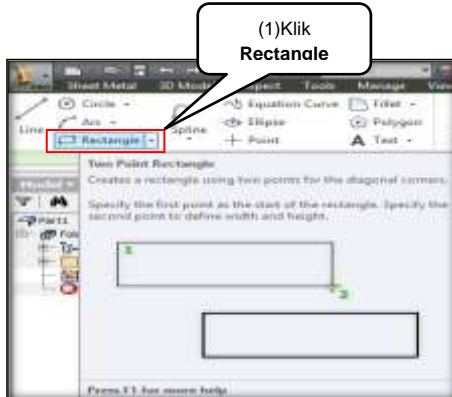 (1)Klik
Rectangle
Sheet Metal 3D Model Inspect Tools Manage View
Line
Circle
Arc
Rectangle
Spline
Equation Curve
Ellipse
Point
Fillet
Polygon
A Text
Model
Part1
Two Point Rectangle
Creates a rectangle using two points for the diagonal corners.
Specify the first point as the start of the rectangle. Specify the
second point to define width and height.
1
2
Press F1 for more help